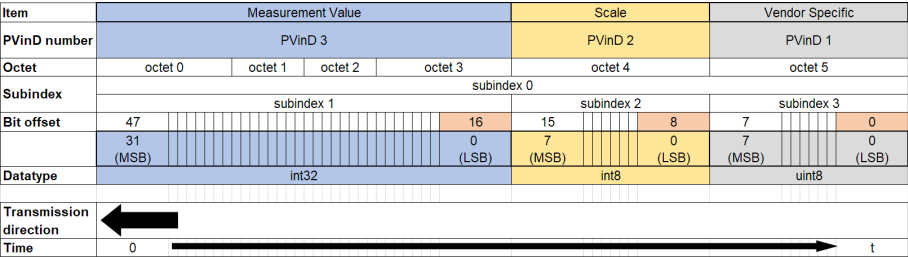 Item Measurement Value Scale Vendor Specific
PVinD number PVinD 3 PVinD 2 PVinD 1
Octet octet 0 octet 1 octet 2 octet 3 octet 4 octet 5
Subindex subindex 0
subindex 1 subindex 2 subindex 3
Bit offset 47 16 15 8 7 0
31 0 7 0 7 0
(MSB) (LSB) (MSB) (LSB) (MSB) (LSB)
Datatype int32 int8 uint8
Transmission
direction
Time 0 t